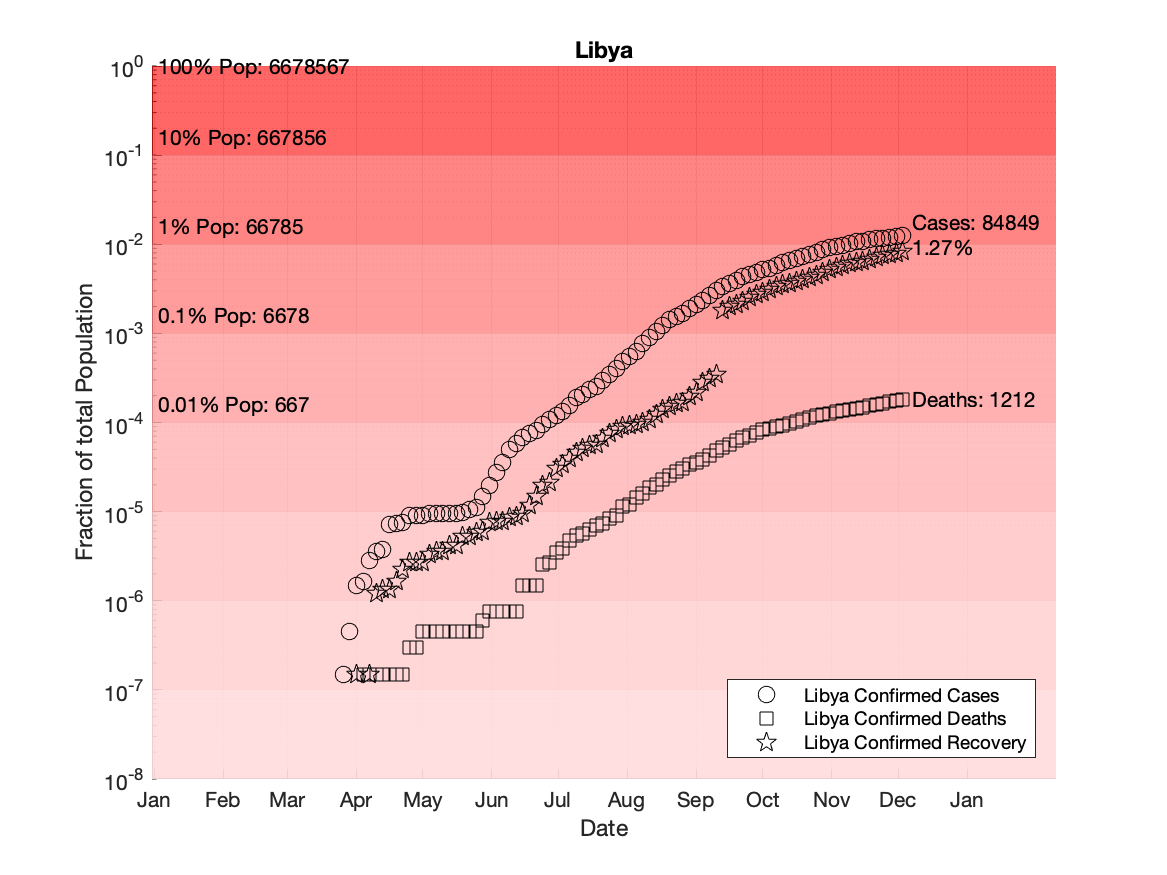 Libya
10^0
100% Pop: 6678567
10% Pop: 667856
10^-1
1% Pop: 66785
Cases: 84849
10^-2
1.27%
0.1% Pop: 6678
10^-3
0.01% Pop: 667
Deaths: 1212
10^-4
10^-5
10^-6
10^-7
10^-8
Fraction of total Population
Libya Confirmed Cases
Libya Confirmed Deaths
Libya Confirmed Recovery
Jan Feb Mar Apr May Jun Jul Aug Sep Oct Nov Dec Jan
Date